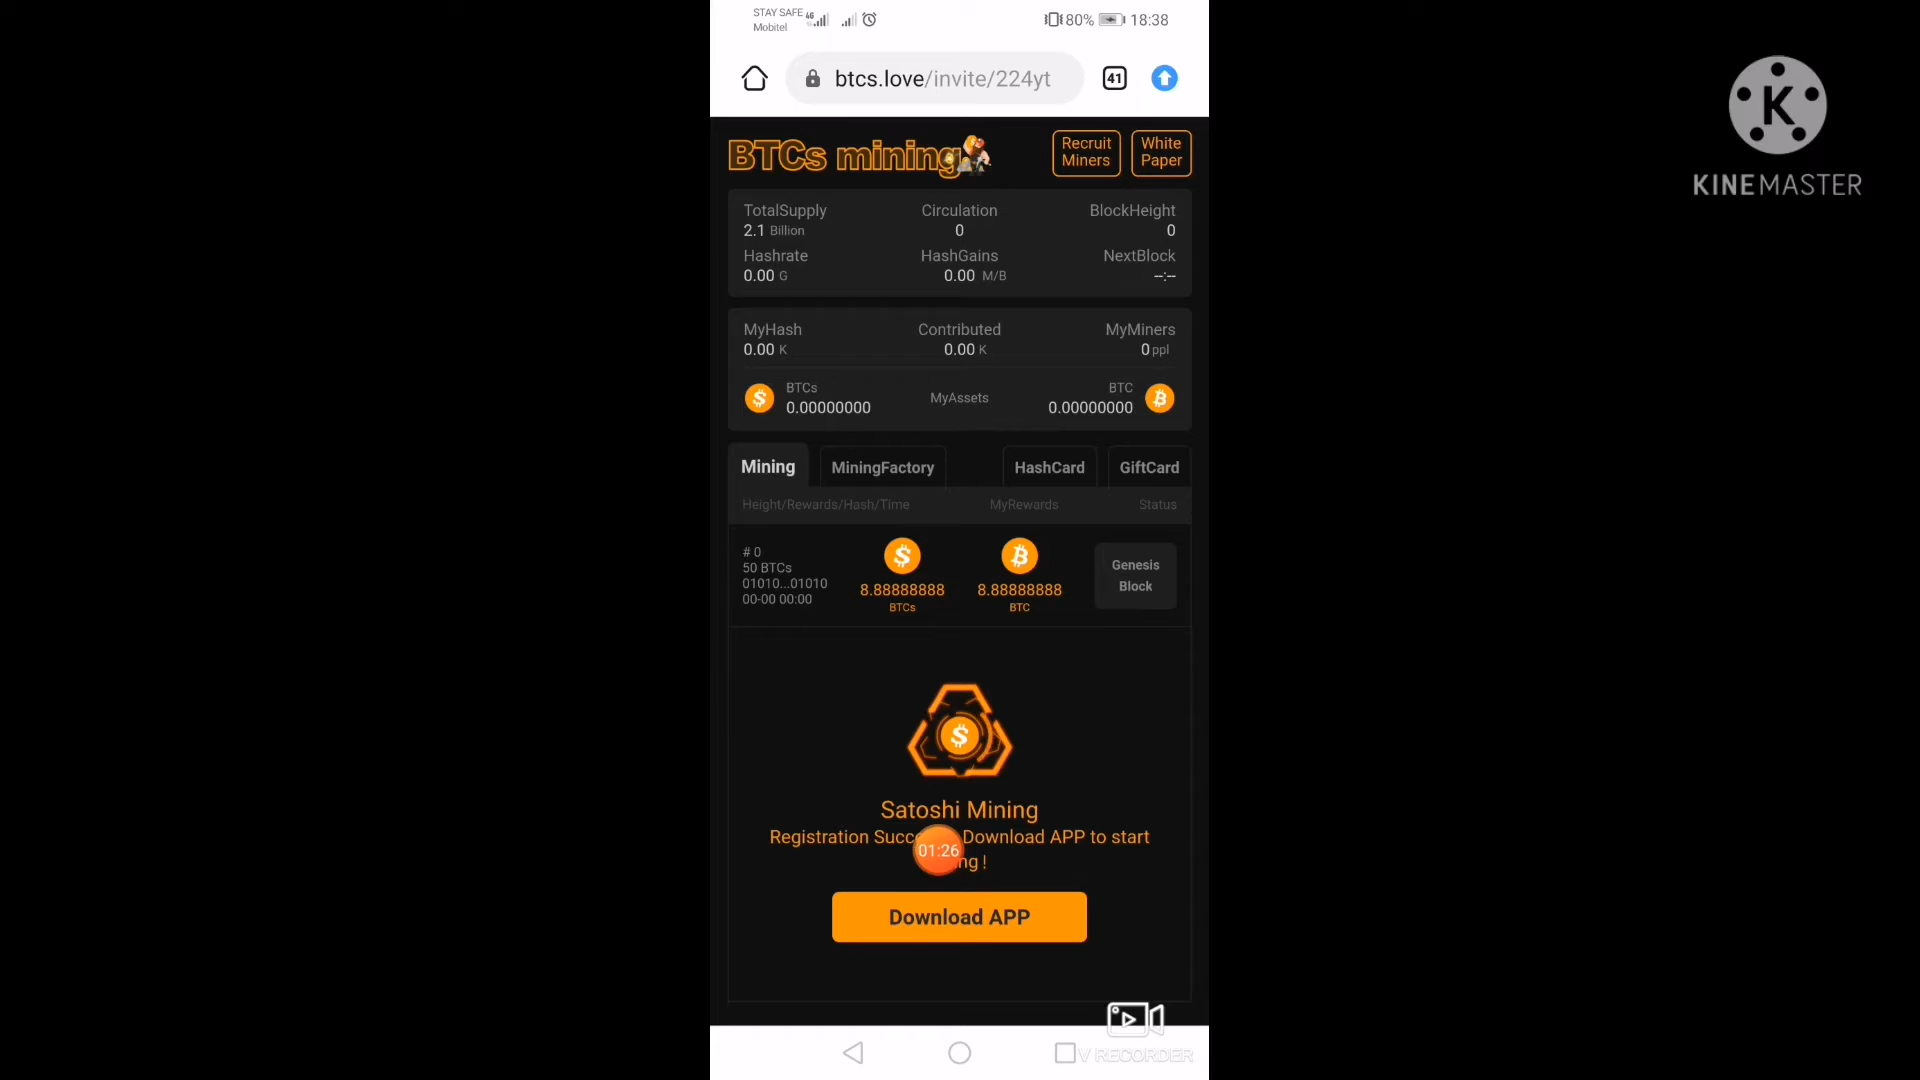 STAY SAFE 4G
Mobitel
80% 18:38
btcs.love/invite/224yt
41
K
KINEMASTER
BTCs mining
Recruit
Miners
White
Paper
TotalSupply Circulation BlockHeight
2.1 Billion 0 0
Hashrate HashGains NextBlock
0.00 G 0.00 M/B --:--
MyHash Contributed MyMiners
0.00 K 0.00 K 0 ppl
BTCs MyAssets BTC
0.00000000 0.00000000
Mining MiningFactory HashCard GiftCard
Height/Rewards/Hash/Time MyRewards Status
# 0
50 BTCs
01010...01010
00-00 00:00
8.88888888
BTCs
8.88888888
BTC
Genesis
Block
Satoshi Mining
Registration Download APP to start
01:26
!
Download APP
V RECORDER